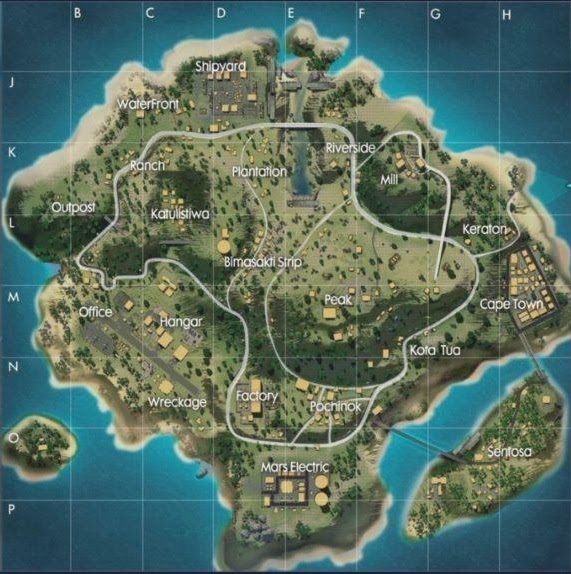 B C D E F G H
J
Shipyard
WaterFront
K
Riverside
Ranch
Plantation
Mill
Outpost
Katulistiwa
L
Keraton
Bimasakti Strip
M
Peak
Cape Town
Office
Hangar
Kota Tua
N
Factory
Wreckage
Pochinok
O
Sentosa
Mars Electric
P